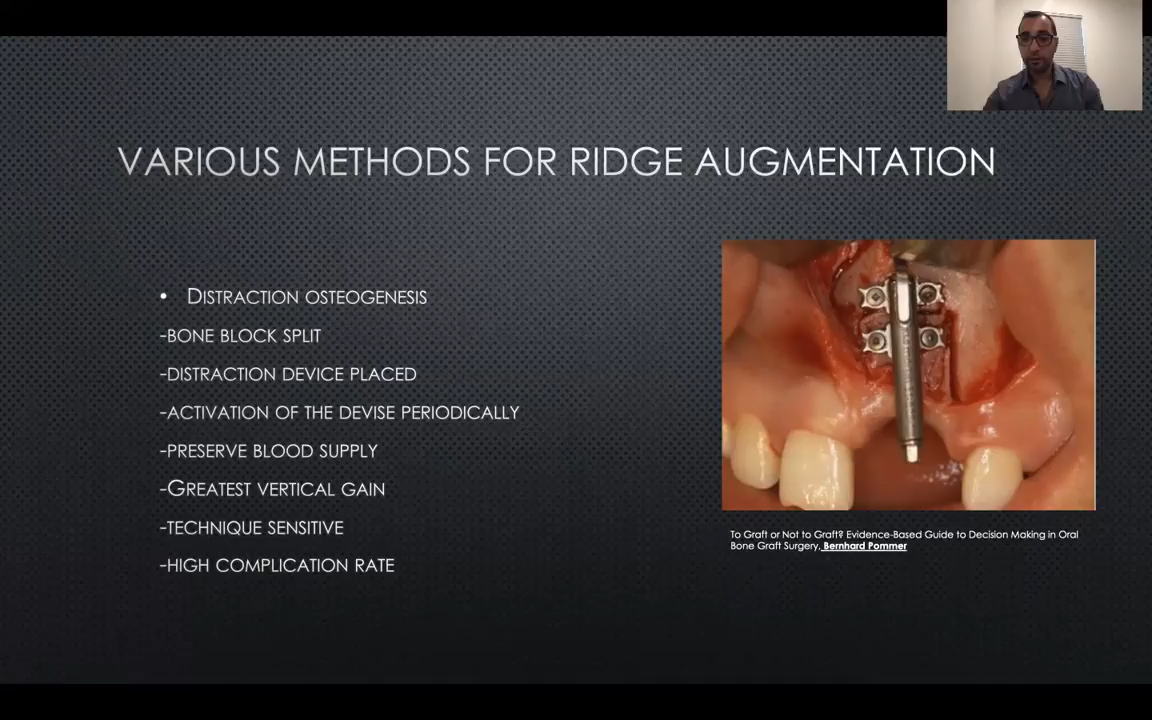 VARIOUS METHODS FOR RIDGE AUGMENTATION
• DISTRACTION OSTEOGENESIS
-BONE BLOCK SPLIT
-DISTRACTION DEVICE PLACED
-ACTIVATION OF THE DEVISE PERIODICALLY
-PRESERVE BLOOD SUPPLY
-GREATEST VERTICAL GAIN
-TECHNIQUE SENSITIVE
-HIGH COMPLICATION RATE
To Graft or Not to Graft? Evidence-Based Guide to Decision Making in Oral
Bone Graft Surgery, Bernhard Pommer